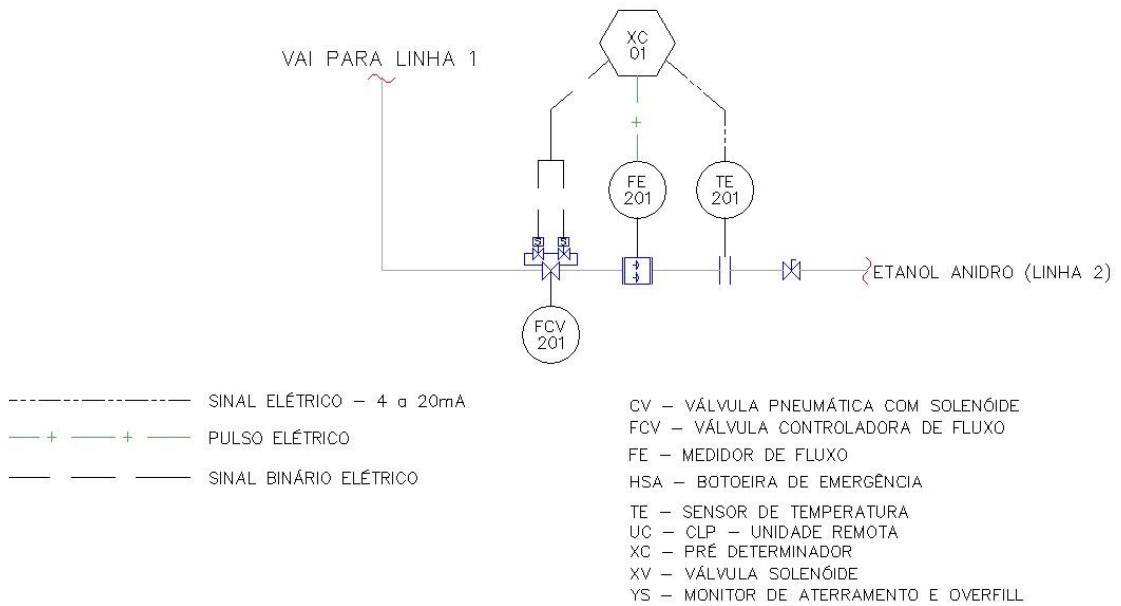 VAI PARA LINHA 1
XC
01
FE
201
TE
201
S
S
ETANOL ANIDRO (LINHA 2)
FCV
201
SINAL ELÉTRICO – 4 a 20mA
PULSO ELÉTRICO
SINAL BINÁRIO ELÉTRICO
CV – VÁLVULA PNEUMÁTICA COM SOLENÓIDE
FCV – VÁLVULA CONTROLADORA DE FLUXO
FE – MEDIDOR DE FLUXO
HSA – BOTOEIRA DE EMERGÊNCIA
TE – SENSOR DE TEMPERATURA
UC – CLP – UNIDADE REMOTA
XC – PRÉ DETERMINADOR
XV – VÁLVULA SOLENÓIDE
YS – MONITOR DE ATERRAMENTO E OVERFILL